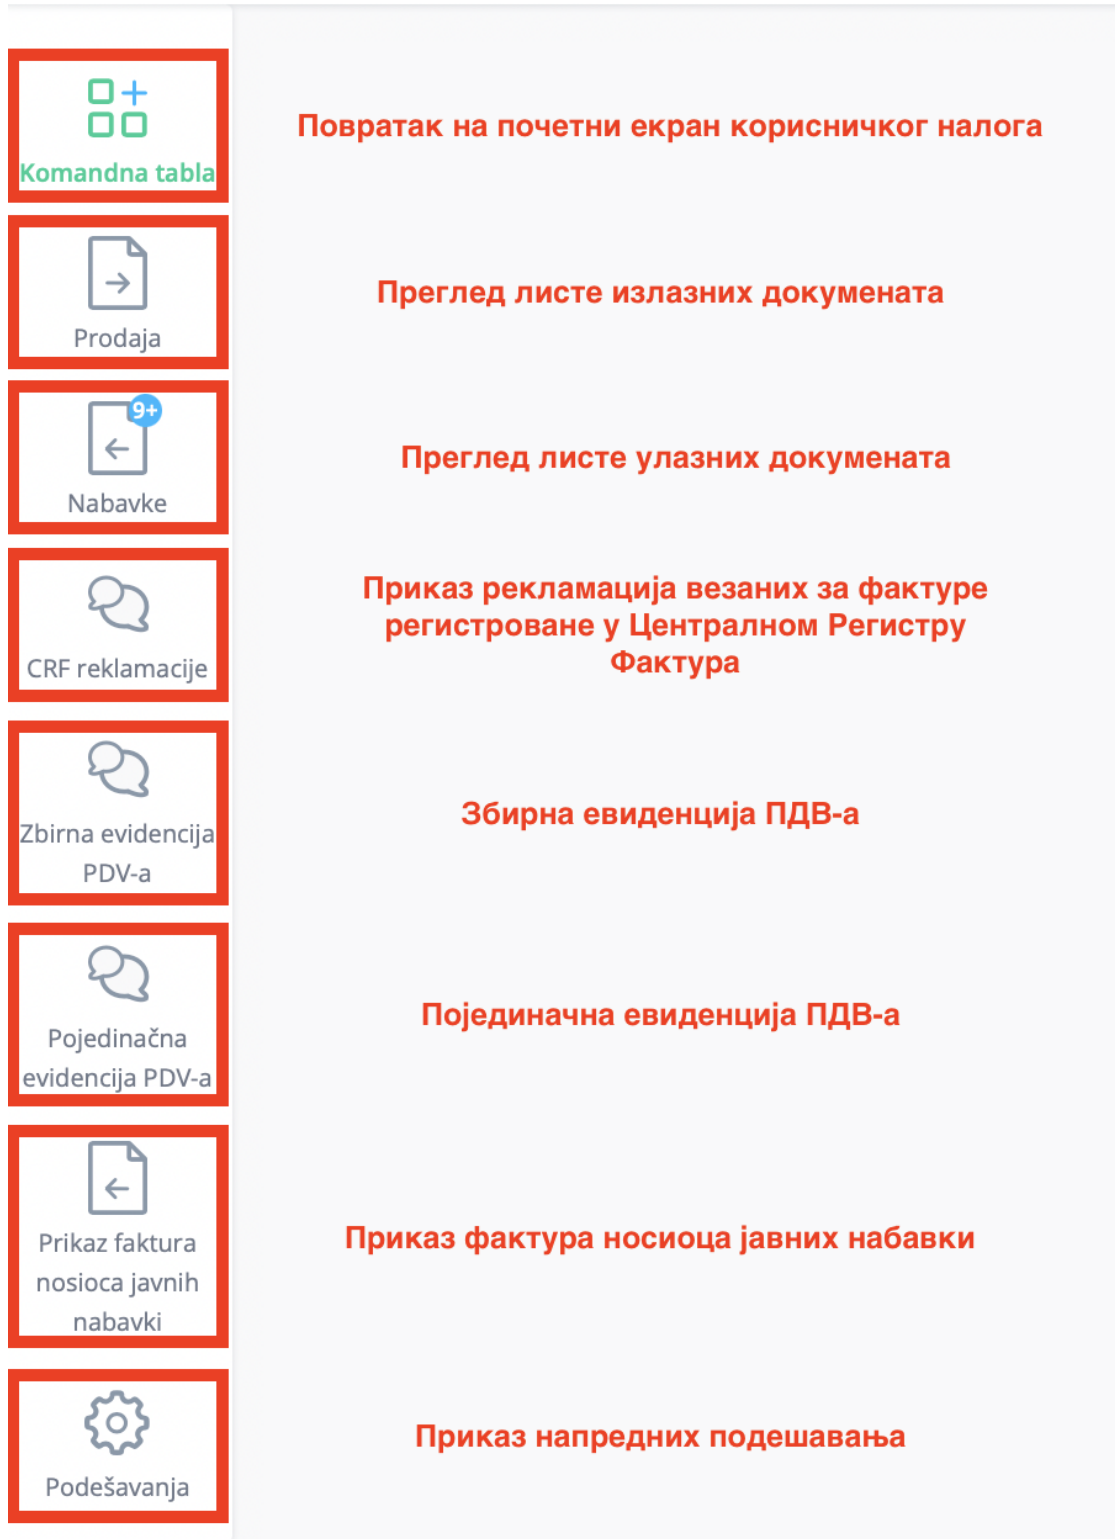 Komandna tabla
Повратак на почетни екран корисничког налога
Prodaja
Преглед листе излазних докумената
9+
Nabavke
Преглед листе улазних докумената
CRF reklamacije
Приказ рекламација везаних за фактуре
регистроване у Централном Регистру
Фактура
Zbirna evidencija
PDV-a
Збирна евиденција ПДВ-а
Pojedinačna
evidencija PDV-a
Појединачна евиденција ПДВ-а
Prikaz faktura
nosioca javnih
nabavki
Приказ фактура носиоца јавних набавки
Podešavanja
Приказ напредних подешавања